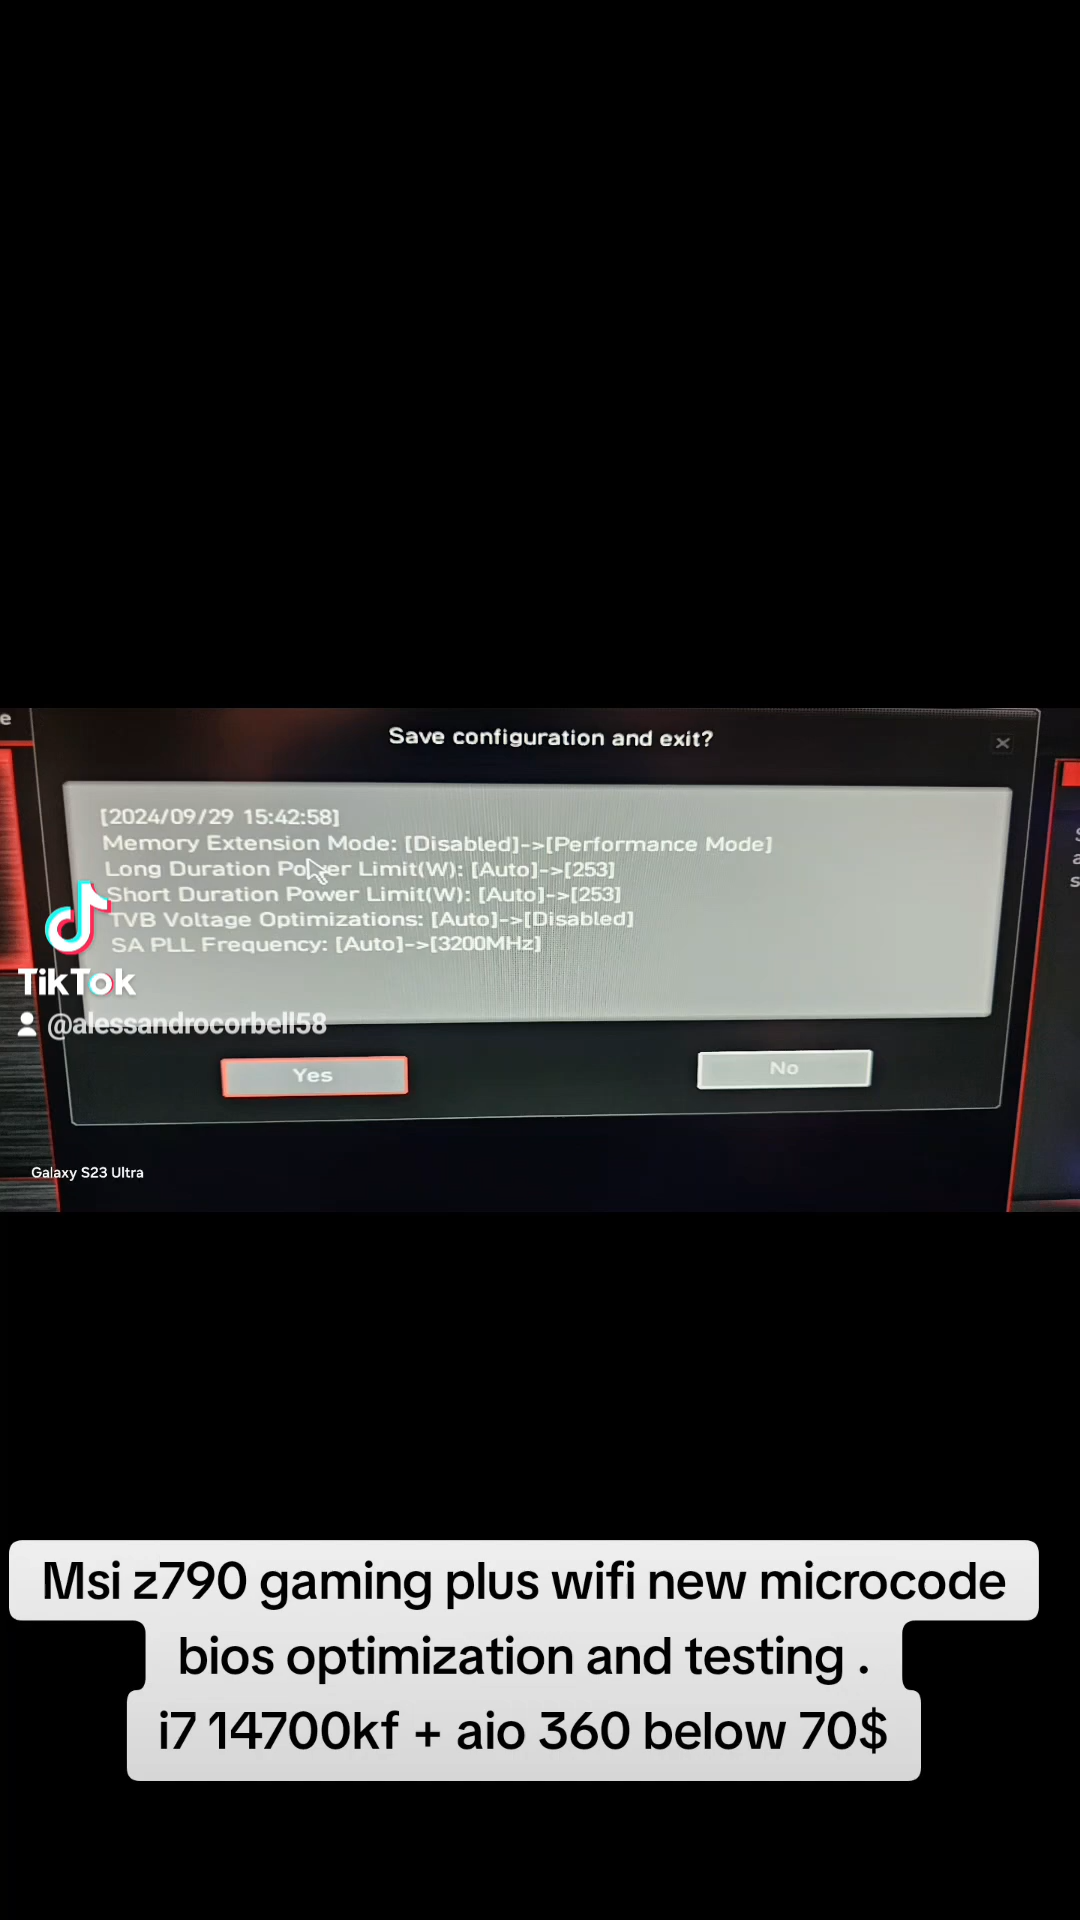 e
Save configuration and exit?
[2024/09/29 15:42:58]
Memory Extension Mode: [Disabled]->[Performance Mode]
Long Duration Power Limit(W): [Auto]->[253]
Short Duration Power Limit(W): [Auto]->[253]
TVB Voltage Optimizations: [Auto]->[Disabled]
SA PLL Frequency: [Auto]->[3200MHz]
TikTok
@alessandrocorbell58
Yes
No
Galaxy S23 Ultra
Msi z790 gaming plus wifi new microcode
bios optimization and testing .
i7 14700kf + aio 360 below 70$